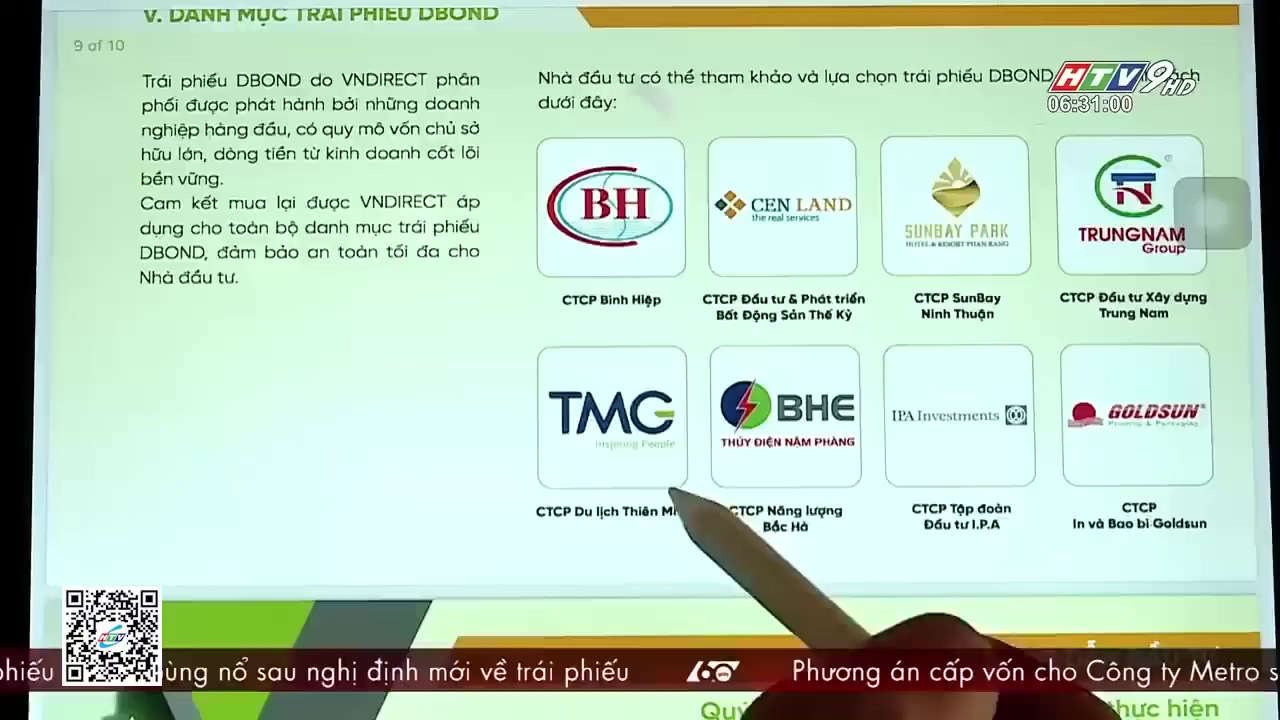 V. DANH MỤC TRÁI PHIẾU DBOND
9 of 10
Trái phiếu DBOND do VNDIRECT phân
phối được phát hành bởi những doanh
nghiệp hàng đầu, có quy mô vốn chủ sở
hữu lớn, dòng tiền từ kinh doanh cốt lõi
bền vững.
Cam kết mua lại được VNDIRECT áp
dụng cho toàn bộ danh mục trái phiếu
DBOND, đảm bảo an toàn tối đa cho
Nhà đầu tư.
Nhà đầu tư có thể tham khảo và lựa chọn trái phiếu DBOND
dưới đây:
HTV9 HD
06:31:00
BH
CEN LAND
the real services
SUNBAY PARK
HOTEL & RESORT PHAN RANG
TRUNGNAM
Group
CTCP Bình Hiệp
CTCP Đầu tư & Phát triển
Bất Động Sản Thế Kỷ
CTCP SunBay
Ninh Thuận
CTCP Đầu tư Xây dựng
Trung Nam
TMG
Inspiring People
BHE
THỦY ĐIỆN NẬM PHÀNG
IPA Investments
GOLDSUN
Printing & Packaging
CTCP Du lịch Thiên
CTCP Năng lượng
Bắc Hà
CTCP Tập đoàn
Đầu tư I.P.A
CTCP
In và Bao bì Goldsun
HTV
phiếu
ùng nổ sau nghị định mới về trái phiếu
60 giây
Phương án cấp vốn cho Công ty Metro s
Quý
thực hiện